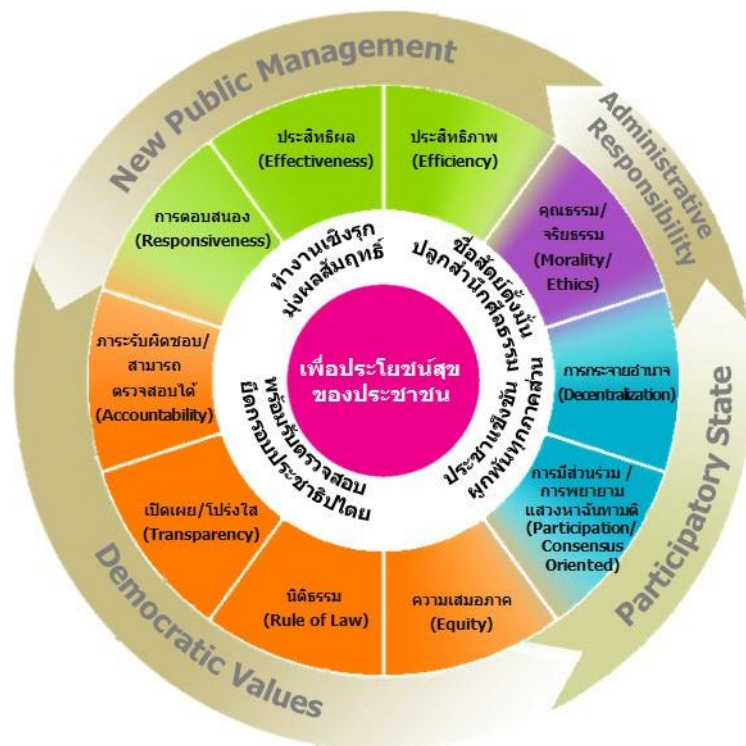 New Public Management
Administrative
Responsibility
Participatory State
Democratic Values
ประสิทธิภาพ
(Efficiency)
คุณธรรม/
จริยธรรม
(Morality/
Ethics)
การกระจายอำนาจ
(Decentralization)
การมีส่วนร่วม /
การพยายาม
แสวงหาฉันทามติ
(Participation/
Consensus
Oriented)
ความเสมอภาค
(Equity)
นิติธรรม
(Rule of Law)
เปิดเผย/โปร่งใส
(Transparency)
ภาระรับผิดชอบ/
สามารถ
ตรวจสอบได้
(Accountability)
การตอบสนอง
(Responsiveness)
ประสิทธิผล
(Effectiveness)
ทำงานเชิงรุก
มุ่งผลสัมฤทธิ์
ซื่อสัตย์ตั้งมั่น
ปลูกสำนึกศีลธรรม
ประชาแข็งขัน
ผูกพันทุกภาคส่วน
พร้อมรับตรวจสอบ
ยึดกรอบประชาธิปไตย
เพื่อประโยชน์สุข
ของประชาชน